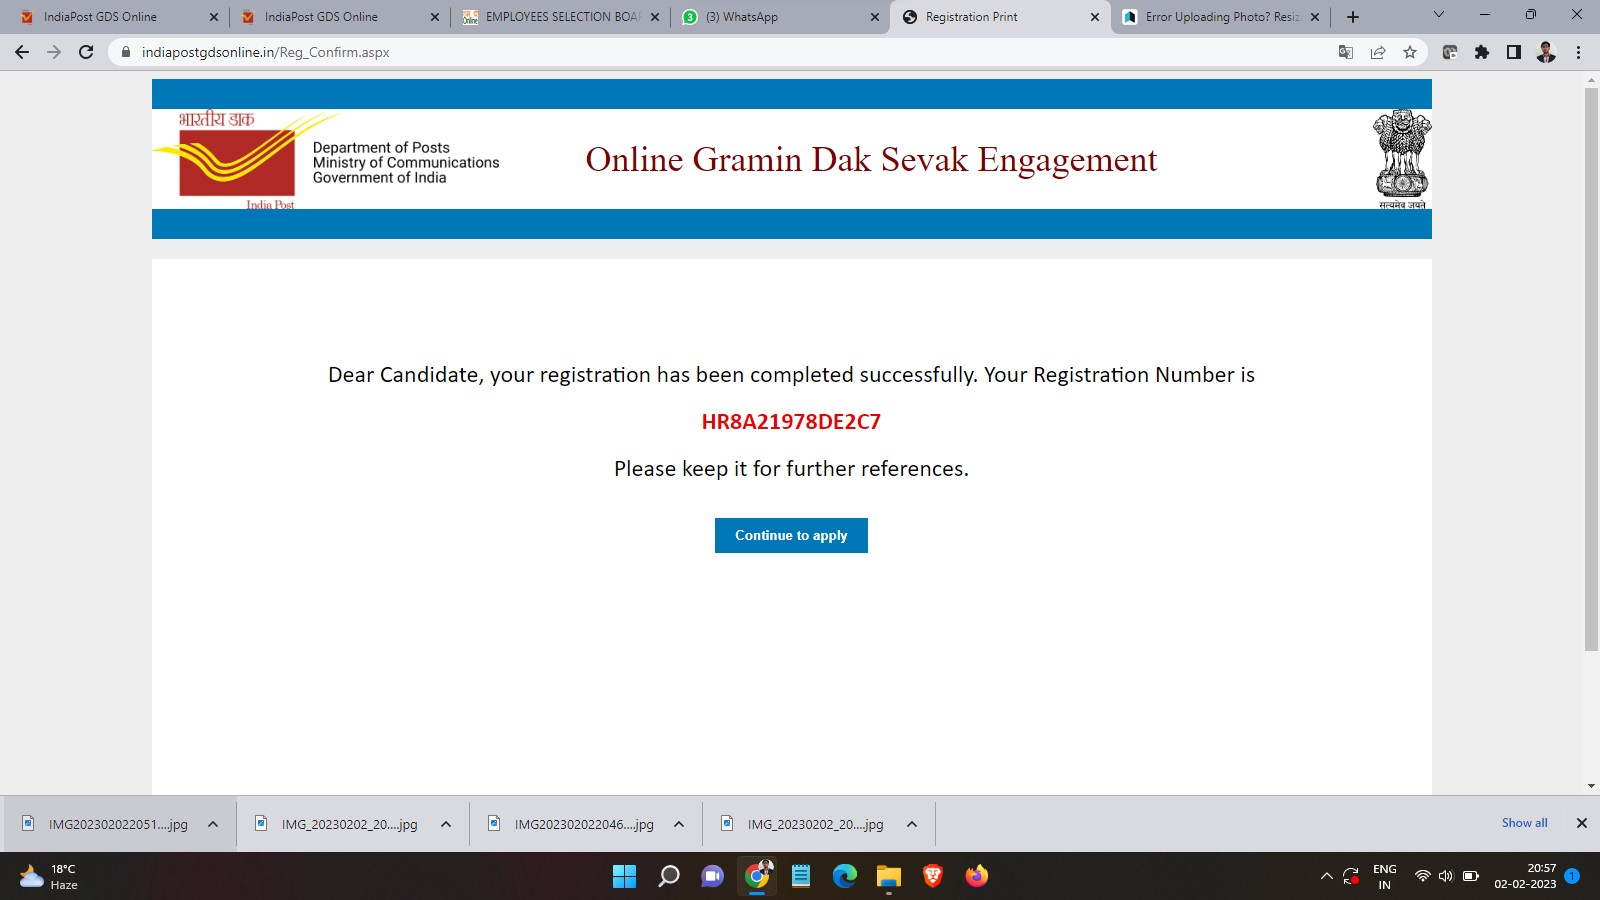 IndiaPost GDS Online
IndiaPost GDS Online
EMPLOYEES SELECTION BOA
(3) WhatsApp
Registration Print
Error Uploading Photo? Resiz
indiapostgdsonline.in/Reg_Confirm.aspx
भारतीय डाक
India Post
Department of Posts
Ministry of Communications
Government of India
Online Gramin Dak Sevak Engagement
सत्यमेव जयते
Dear Candidate, your registration has been completed successfully. Your Registration Number is
HR8A21978DE2C7
Please keep it for further references.
Continue to apply
IMG202302022051....jpg
IMG_20230202_20....jpg
IMG202302022046....jpg
IMG_20230202_20....jpg
Show all
18°C
Haze
ENG
IN
20:57
02-02-2023
1